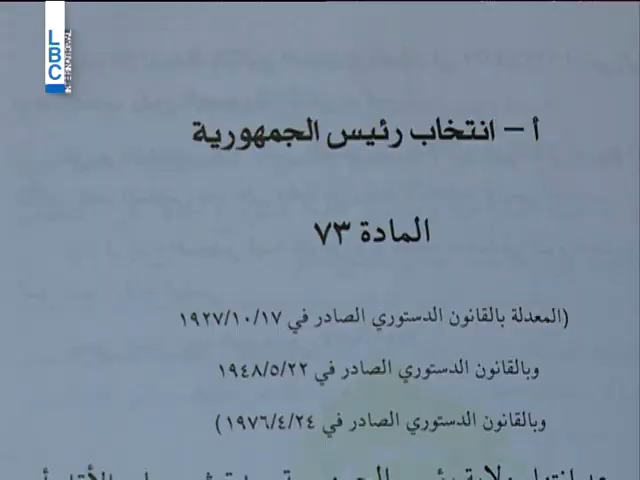 LBC
INTERNATIONAL
أ – انتخاب رئيس الجمهورية
المادة ٧٣
(المعدلة بالقانون الدستوري الصادر في ١٩٢٧/١٠/١٧
وبالقانون الدستوري الصادر في ١٩٤٨/٥/٢٢
وبالقانون الدستوري الصادر في ١٩٧٦/٤/٢٤)